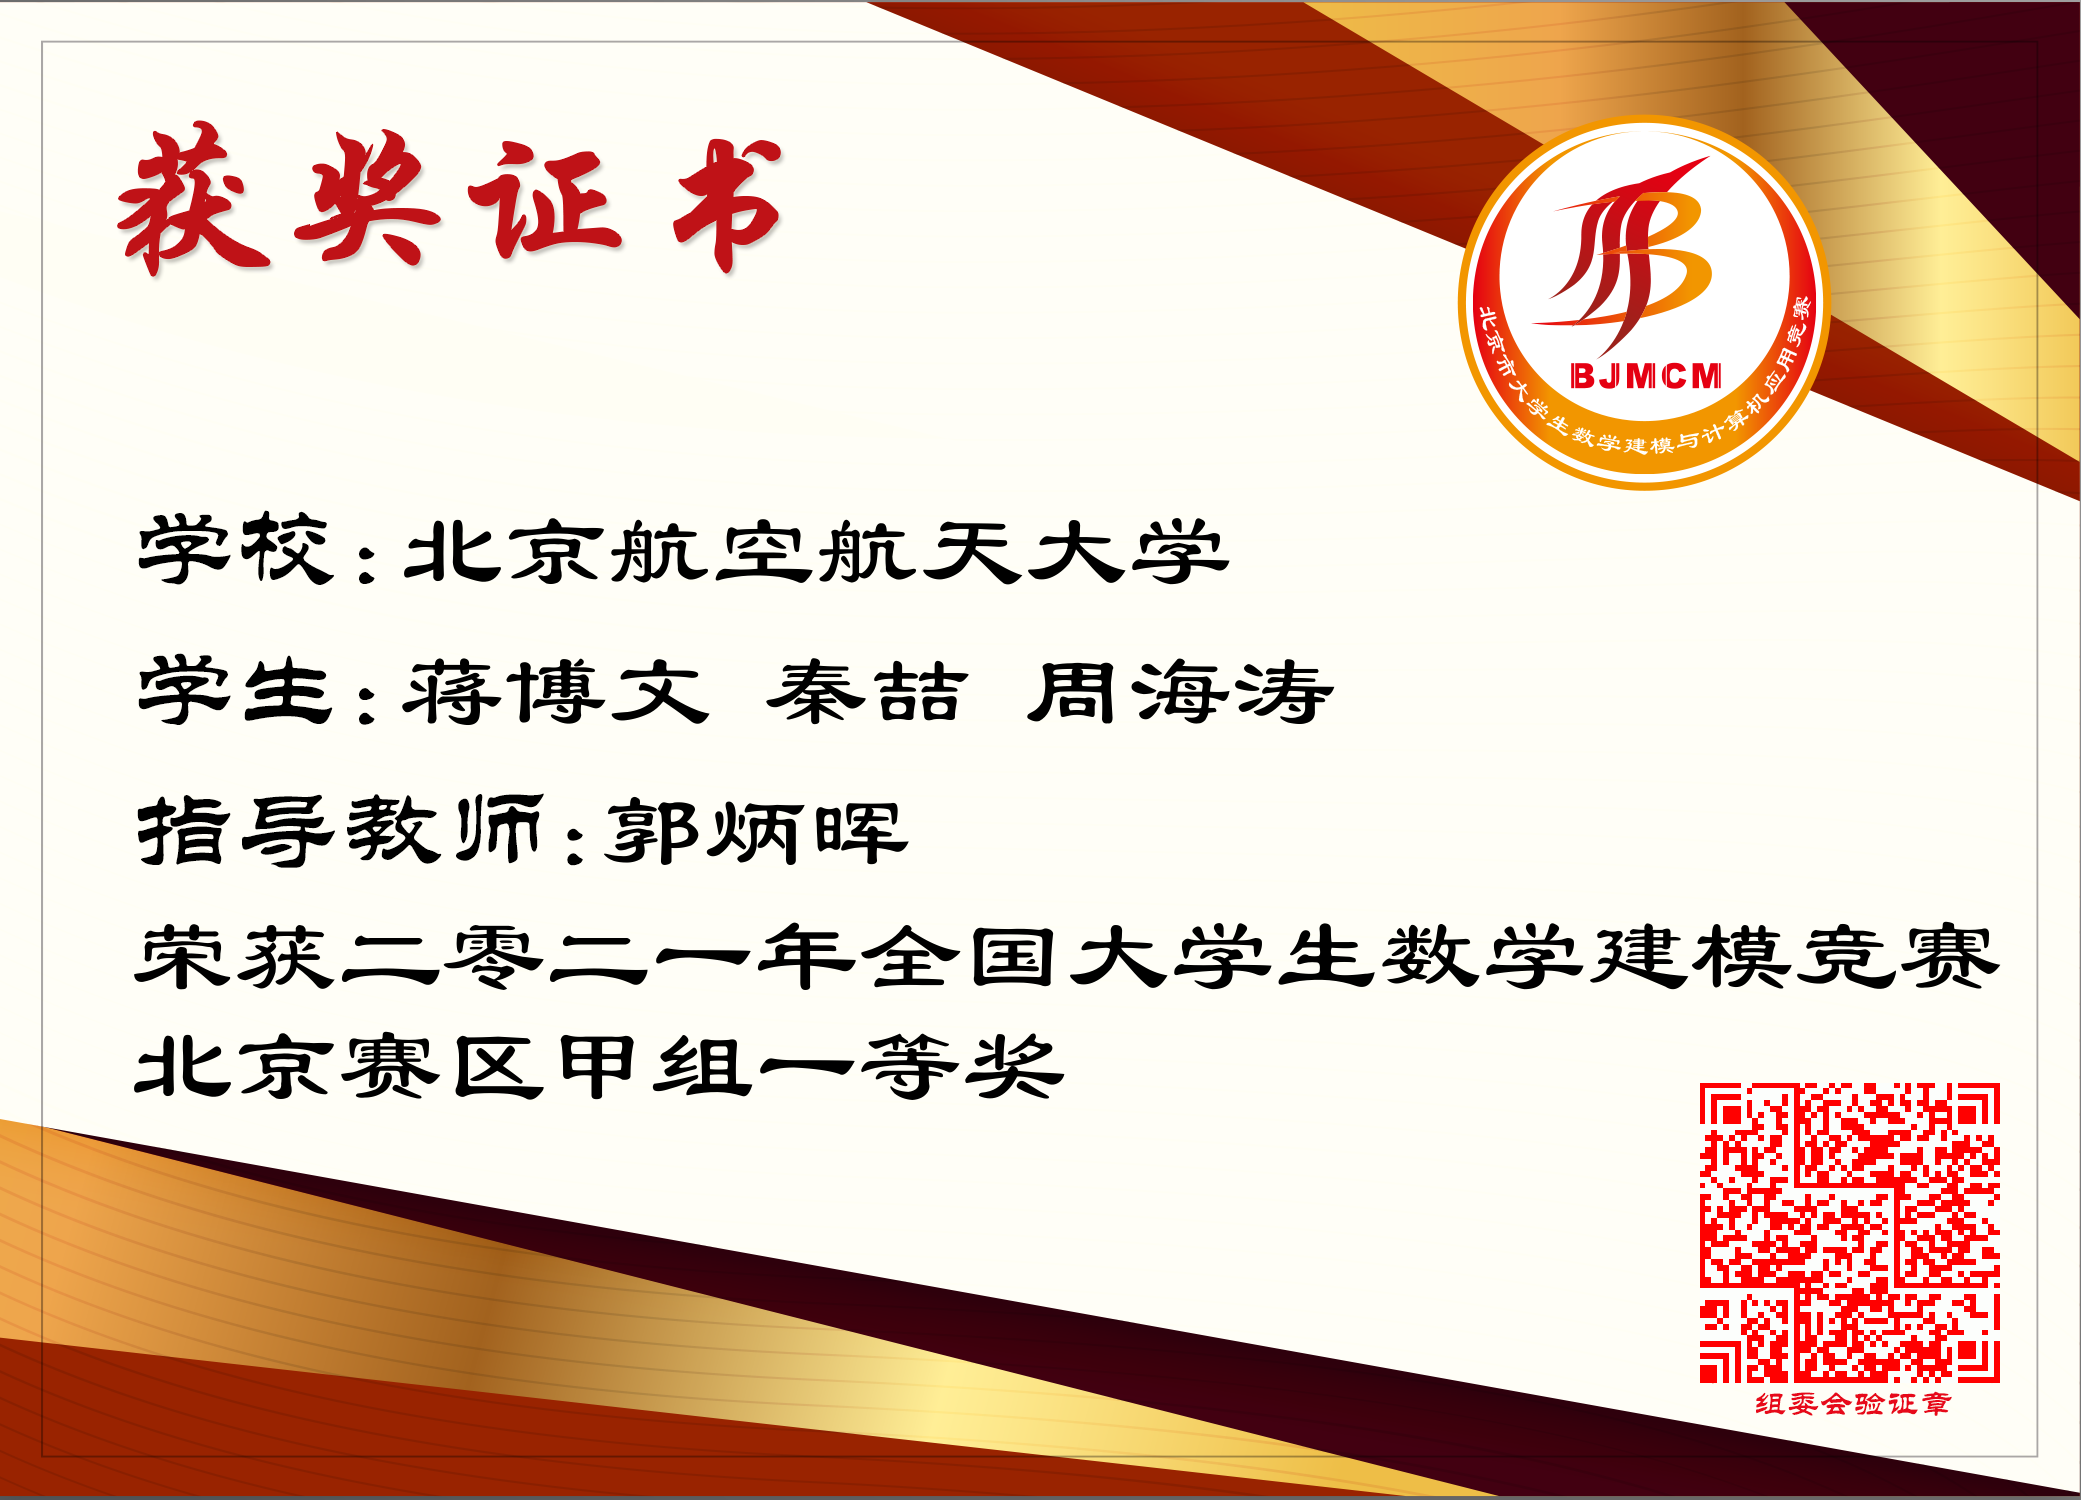 获奖证书
BJMCM
北京市大学生数学建模与计算机应用竞赛
学校:北京航空航天大学
学生:蒋博文 秦喆 周海涛
指导教师:郭炳晖
荣获二零二一年全国大学生数学建模竞赛
北京赛区甲组一等奖
组委会验证章